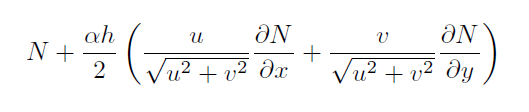 N + \frac{\alpha h}{2} \left( \frac{u}{\sqrt{u^2 + v^2}} \frac{\partial N}{\partial x} + \frac{v}{\sqrt{u^2 + v^2}} \frac{\partial N}{\partial y} \right)